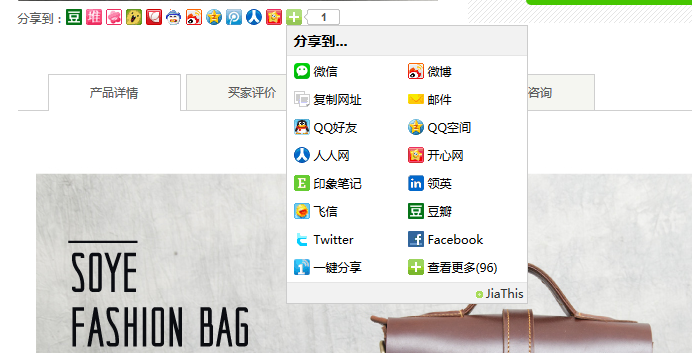 分享到：
1
分享到...
微信 微博
复制网址 邮件
QQ好友 QQ空间
人人网 开心网
印象笔记 领英
飞信 豆瓣
Twitter Facebook
一键分享 查看更多(96)
JiaThis
产品详情 买家评价 咨询
SOYE
FASHION BAG